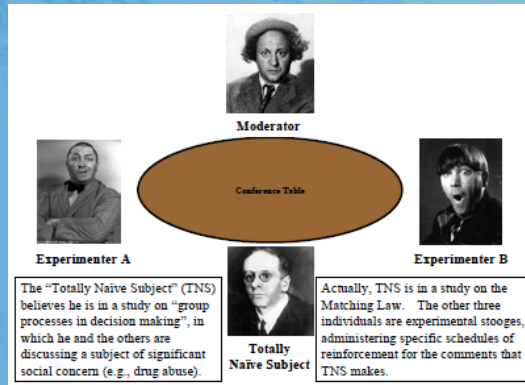 Moderator
Conference Table
Experimenter A
Experimenter B
The “Totally Naïve Subject” (TNS)
believes he is in a study on “group
processes in decision making”, in
which he and the others are
discussing a subject of significant
social concern (e.g., drug abuse).
Totally
Naïve Subject
Actually, TNS is in a study on the
Matching Law. The other three
individuals are experimental stooges,
administering specific schedules of
reinforcement for the comments that
TNS makes.